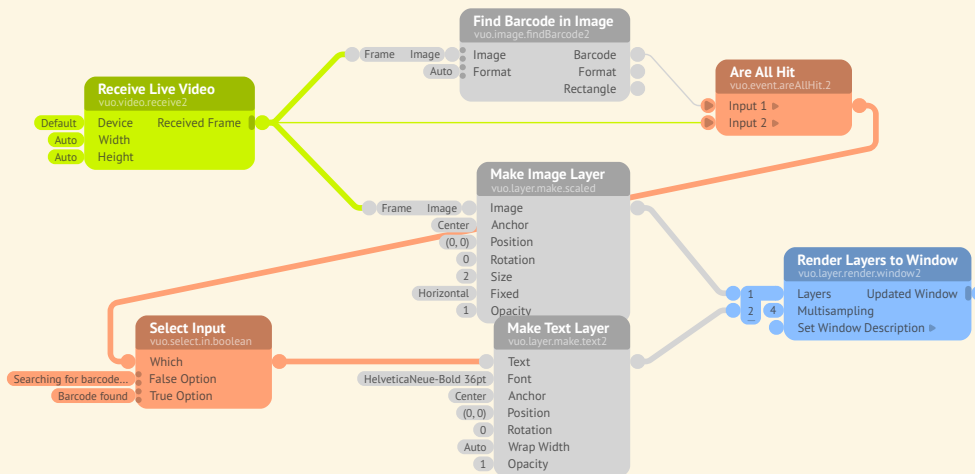 Find Barcode in Image
vuo.image.findBarcode2
Frame Image Image Barcode
Auto Format Format
Rectangle
Receive Live Video
vuo.video.receive2
Default Device Received Frame
Auto Width
Auto Height
Are All Hit
vuo.event.areAllHit.2
Input 1
Input 2
Make Image Layer
vuo.layer.make.scaled
Frame Image Image
Center Anchor
(0, 0) Position
0 Rotation
2 Size
Horizontal Fixed
1 Opacity
Render Layers to Window
vuo.layer.render.window2
1 Layers Updated Window
2 4 Multisampling
Set Window Description
Select Input
vuo.select.in.boolean
Which
Searching for barcode... False Option
Barcode found True Option
Make Text Layer
vuo.layer.make.text2
Text
HelveticaNeue-Bold 36pt Font
Center Anchor
(0, 0) Position
0 Rotation
Auto Wrap Width
1 Opacity